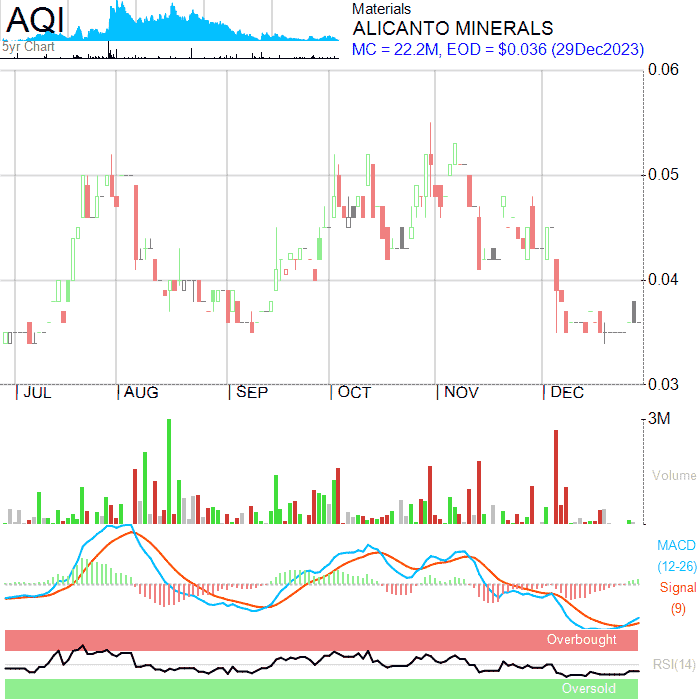 AQI
5yr Chart
Materials
ALICANTO MINERALS
MC = 22.2M, EOD = $0.036 (29Dec2023)
0.06
0.05
0.04
0.03
JUL AUG SEP OCT NOV DEC
3M
Volume
MACD
(12-26)
Signal
(9)
Overbought
RSI(14)
Oversold